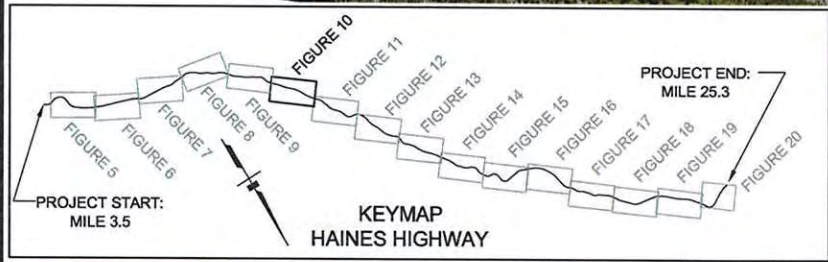 FIGURE 5
FIGURE 6
FIGURE 7
FIGURE 8
FIGURE 9
FIGURE 10
FIGURE 11
FIGURE 12
FIGURE 13
FIGURE 14
FIGURE 15
FIGURE 16
FIGURE 17
FIGURE 18
FIGURE 19
FIGURE 20
PROJECT START:
MILE 3.5
PROJECT END:
MILE 25.3
KEYMAP
HAINES HIGHWAY